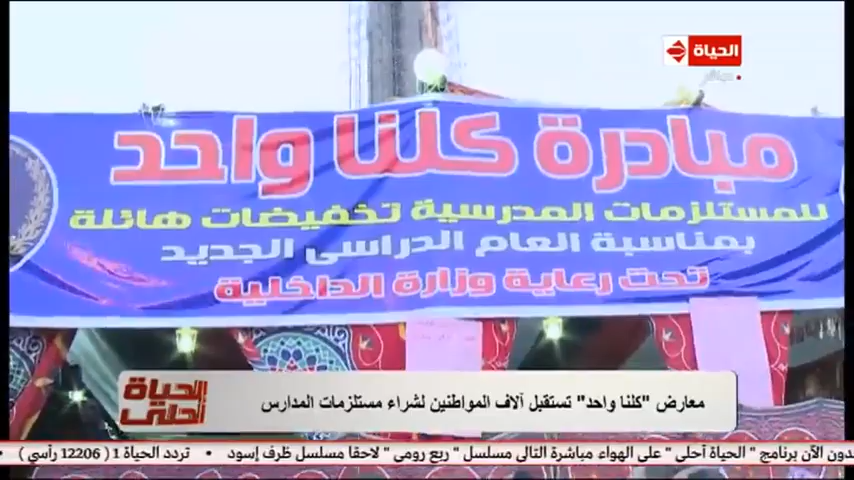 الحياة
مباشر
مبادرة كلنا واحد
للمستلزمات المدرسية تخفيضات هائلة
بمناسبة العام الدراسى الجديد
تحت رعاية وزارة الداخلية
الحياة أحلى
معارض "كلنا واحد" تستقبل آلاف المواطنين لشراء مستلزمات المدارس
دون الآن برنامج " الحياة أحلى " على الهواء مباشرة التالى مسلسل " ربع رومى " لاحقا مسلسل ظرف إسود • تردد الحياة 1 (12206 رأسي)